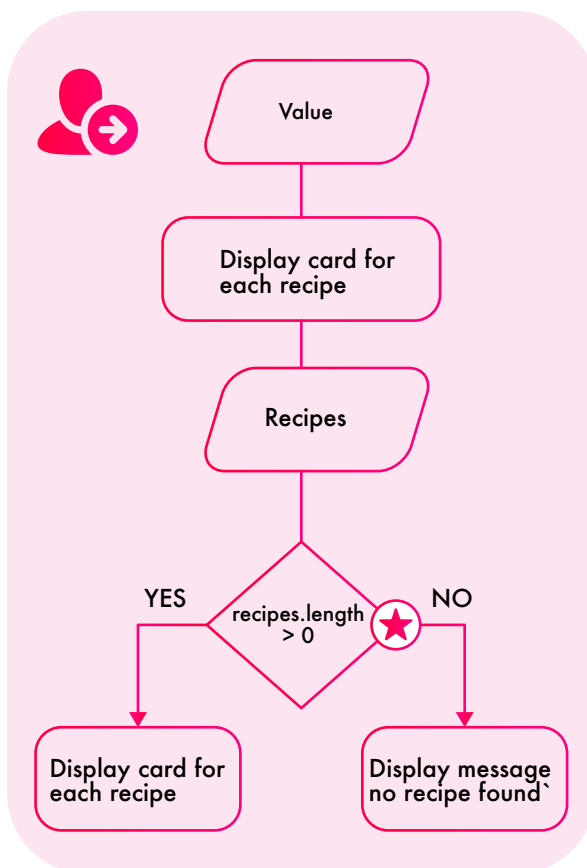 Value
Display card for
each recipe
Recipes
YES
NO
recipes.length
> 0
Display card for
each recipe
Display message
no recipe found`